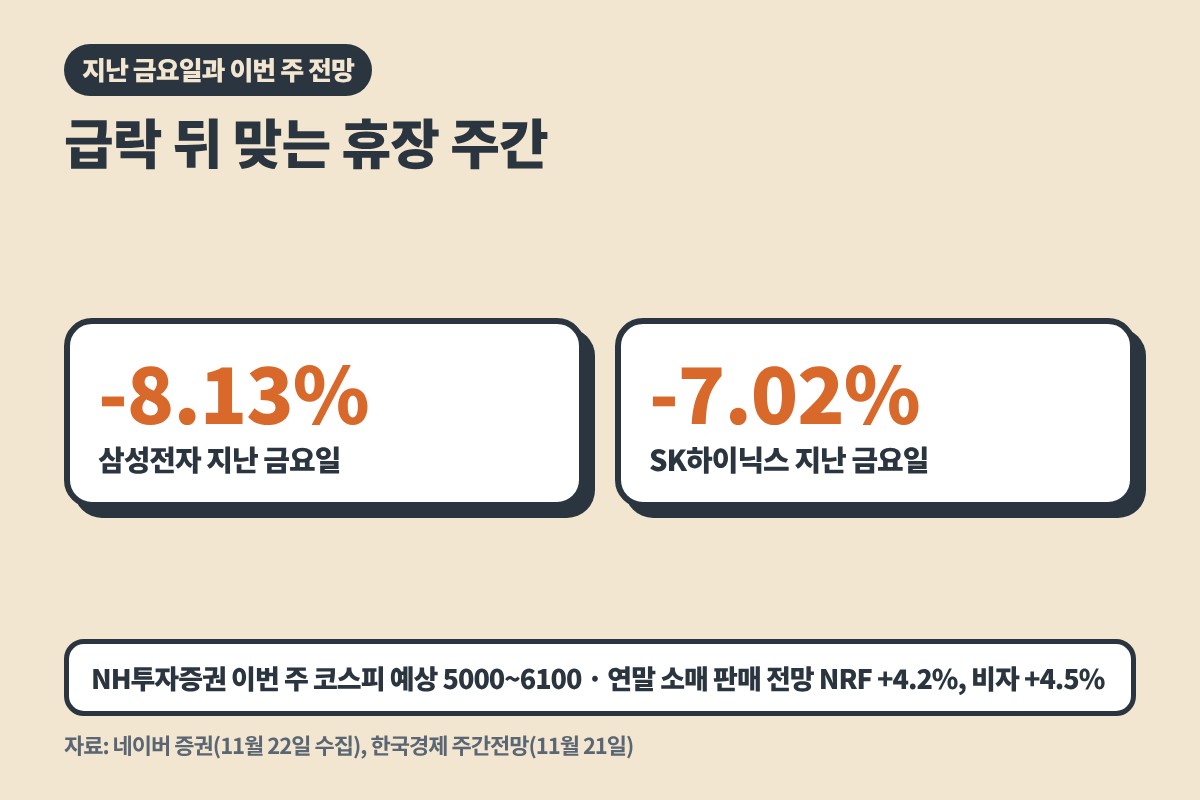 지난 금요일과 이번 주 전망
급락 뒤 맞는 휴장 주간
-8.13%
삼성전자 지난 금요일
-7.02%
SK하이닉스 지난 금요일
NH투자증권 이번 주 코스피 예상 5000~6100 · 연말 소매 판매 전망 NRF +4.2%, 비자 +4.5%
자료: 네이버 증권(11월 22일 수집), 한국경제 주간전망(11월 21일)